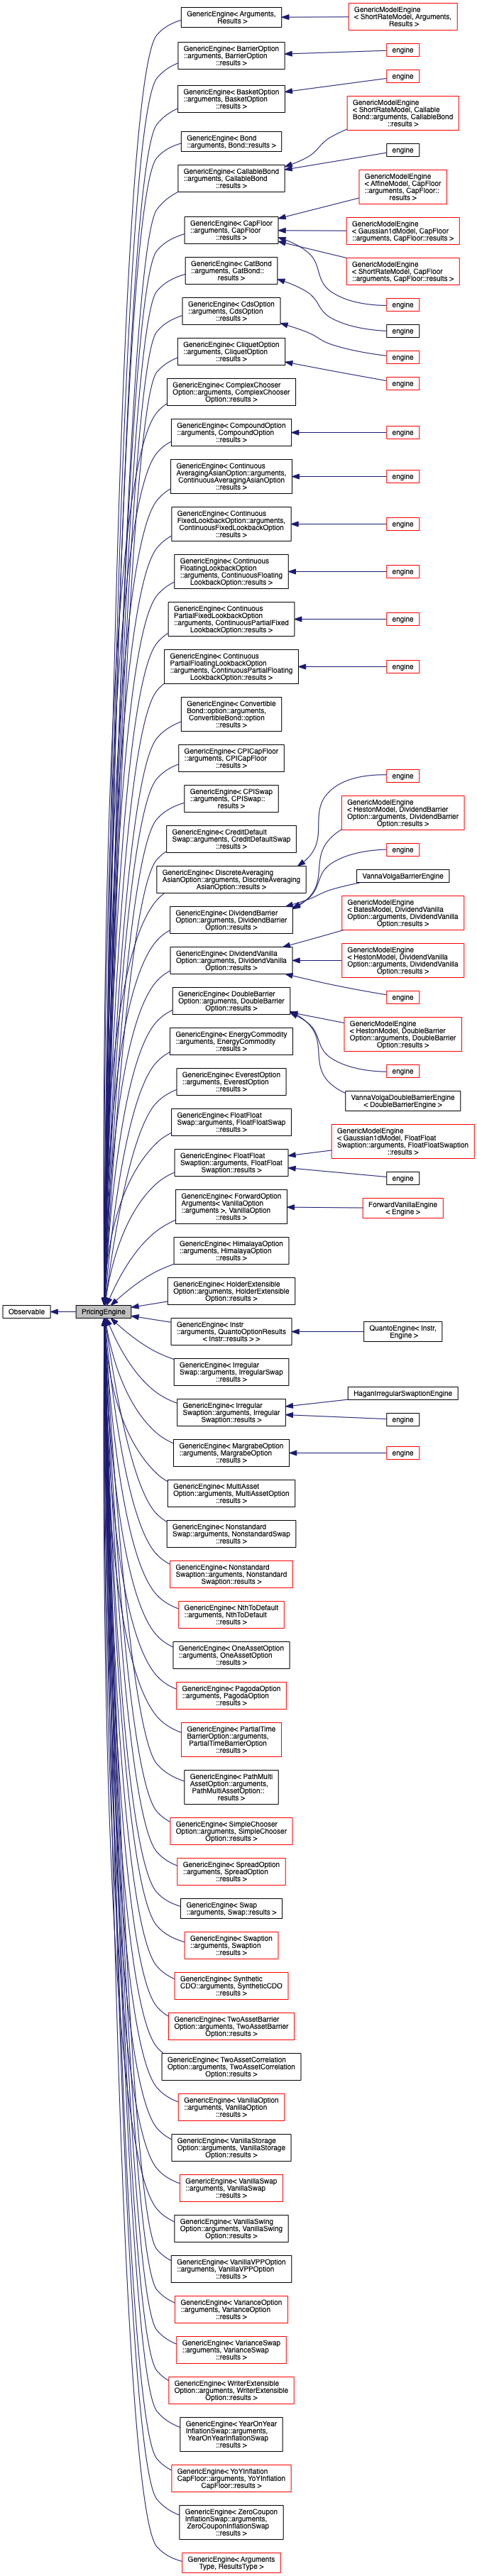 GenericEngine< Arguments,
Results >
GenericModelEngine
< ShortRateModel, Arguments,
Results >
GenericEngine< BarrierOption
::arguments, BarrierOption
::results >
engine
GenericEngine< BasketOption
::arguments, BasketOption
::results >
engine
GenericModelEngine
< ShortRateModel, Callable
Bond::arguments, CallableBond
::results >
GenericEngine< Bond
::arguments, Bond::results >
engine
GenericEngine< CallableBond
::arguments, CallableBond
::results >
GenericModelEngine
< AffineModel, CapFloor
::arguments, CapFloor::
results >
GenericEngine< CapFloor
::arguments, CapFloor
::results >
GenericModelEngine
< Gaussian1dModel, CapFloor
::arguments, CapFloor::results >
GenericEngine< CatBond
::arguments, CatBond::
results >
GenericModelEngine
< ShortRateModel, CapFloor
::arguments, CapFloor::results >
engine
GenericEngine< CdsOption
::arguments, CdsOption
::results >
engine
GenericEngine< CliquetOption
::arguments, CliquetOption
::results >
engine
engine
GenericEngine< ComplexChooser
Option::arguments, ComplexChooser
Option::results >
GenericEngine< CompoundOption
::arguments, CompoundOption
::results >
engine
GenericEngine< Continuous
AveragingAsianOption::arguments,
ContinuousAveragingAsianOption
::results >
engine
GenericEngine< Continuous
FixedLookbackOption::arguments,
ContinuousFixedLookbackOption
::results >
engine
GenericEngine< Continuous
FloatingLookbackOption
::arguments, ContinuousFloating
LookbackOption::results >
engine
GenericEngine< Continuous
PartialFixedLookbackOption
::arguments, ContinuousPartialFixed
LookbackOption::results >
engine
GenericEngine< Continuous
PartialFloatingLookbackOption
::arguments, ContinuousPartialFloating
LookbackOption::results >
engine
GenericEngine< Convertible
Bond::option::arguments,
ConvertibleBond::option
::results >
GenericEngine< CPICapFloor
::arguments, CPICapFloor
::results >
engine
GenericEngine< CPISwap
::arguments, CPISwap::
results >
GenericModelEngine
< HestonModel, DividendBarrier
Option::arguments, DividendBarrier
Option::results >
GenericEngine< CreditDefault
Swap::arguments, CreditDefaultSwap
::results >
engine
GenericEngine< DiscreteAveraging
AsianOption::arguments, DiscreteAveraging
AsianOption::results >
VannaVolgaBarrierEngine
GenericEngine< DividendBarrier
Option::arguments, DividendBarrier
Option::results >
GenericModelEngine
< BatesModel, DividendVanilla
Option::arguments, DividendVanilla
Option::results >
GenericEngine< DividendVanilla
Option::arguments, DividendVanilla
Option::results >
GenericModelEngine
< HestonModel, DividendVanilla
Option::arguments, DividendVanilla
Option::results >
GenericEngine< DoubleBarrier
Option::arguments, DoubleBarrier
Option::results >
engine
GenericModelEngine
< HestonModel, DoubleBarrier
Option::arguments, DoubleBarrier
Option::results >
GenericEngine< EnergyCommodity
::arguments, EnergyCommodity
::results >
engine
GenericEngine< EverestOption
::arguments, EverestOption
::results >
VannaVolgaDoubleBarrierEngine
< DoubleBarrierEngine >
GenericEngine< FloatFloat
Swap::arguments, FloatFloatSwap
::results >
GenericModelEngine
< Gaussian1dModel, FloatFloat
Swaption::arguments, FloatFloatSwaption
::results >
GenericEngine< FloatFloat
Swaption::arguments, FloatFloat
Swaption::results >
engine
GenericEngine< ForwardOption
Arguments< VanillaOption
::arguments >, VanillaOption
::results >
ForwardVanillaEngine
< Engine >
GenericEngine< HimalayaOption
::arguments, HimalayaOption
::results >
GenericEngine< HolderExtensible
Option::arguments, HolderExtensible
Option::results >
Observable
PricingEngine
GenericEngine< Instr
::arguments, QuantoOptionResults
< Instr::results > >
QuantoEngine< Instr,
Engine >
GenericEngine< Irregular
Swap::arguments, IrregularSwap
::results >
HaganIrregularSwaptionEngine
GenericEngine< Irregular
Swaption::arguments, Irregular
Swaption::results >
engine
GenericEngine< MargrabeOption
::arguments, MargrabeOption
::results >
engine
GenericEngine< MultiAsset
Option::arguments, MultiAssetOption
::results >
GenericEngine< Nonstandard
Swap::arguments, NonstandardSwap
::results >
GenericEngine< Nonstandard
Swaption::arguments, Nonstandard
Swaption::results >
GenericEngine< NthToDefault
::arguments, NthToDefault
::results >
GenericEngine< OneAssetOption
::arguments, OneAssetOption
::results >
GenericEngine< PagodaOption
::arguments, PagodaOption
::results >
GenericEngine< PartialTime
BarrierOption::arguments,
PartialTimeBarrierOption
::results >
GenericEngine< PathMulti
AssetOption::arguments,
PathMultiAssetOption::
results >
GenericEngine< SimpleChooser
Option::arguments, SimpleChooser
Option::results >
GenericEngine< SpreadOption
::arguments, SpreadOption
::results >
GenericEngine< Swap
::arguments, Swap::results >
GenericEngine< Swaption
::arguments, Swaption
::results >
GenericEngine< Synthetic
CDO::arguments, SyntheticCDO
::results >
GenericEngine< TwoAssetBarrier
Option::arguments, TwoAssetBarrier
Option::results >
GenericEngine< TwoAssetCorrelation
Option::arguments, TwoAssetCorrelation
Option::results >
GenericEngine< VanillaOption
::arguments, VanillaOption
::results >
GenericEngine< VanillaStorage
Option::arguments, VanillaStorage
Option::results >
GenericEngine< VanillaSwap
::arguments, VanillaSwap
::results >
GenericEngine< VanillaSwing
Option::arguments, VanillaSwing
Option::results >
GenericEngine< VanillaVPPOption
::arguments, VanillaVPPOption
::results >
GenericEngine< VarianceOption
::arguments, VarianceOption
::results >
GenericEngine< VarianceSwap
::arguments, VarianceSwap
::results >
GenericEngine< WriterExtensible
Option::arguments, WriterExtensible
Option::results >
GenericEngine< YearOnYear
InflationSwap::arguments,
YearOnYearInflationSwap
::results >
GenericEngine< YoYInflation
CapFloor::arguments, YoYInflation
CapFloor::results >
GenericEngine< ZeroCoupon
InflationSwap::arguments,
ZeroCouponInflationSwap
::results >
GenericEngine< Arguments
Type, ResultsType >